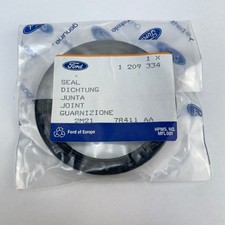 Ford
1 X
1 209 334
SEAL
DICHTUNG
JUNTA
JOINT
GUARNIZIONE
2M21 7R411 AA
Ford of Europe